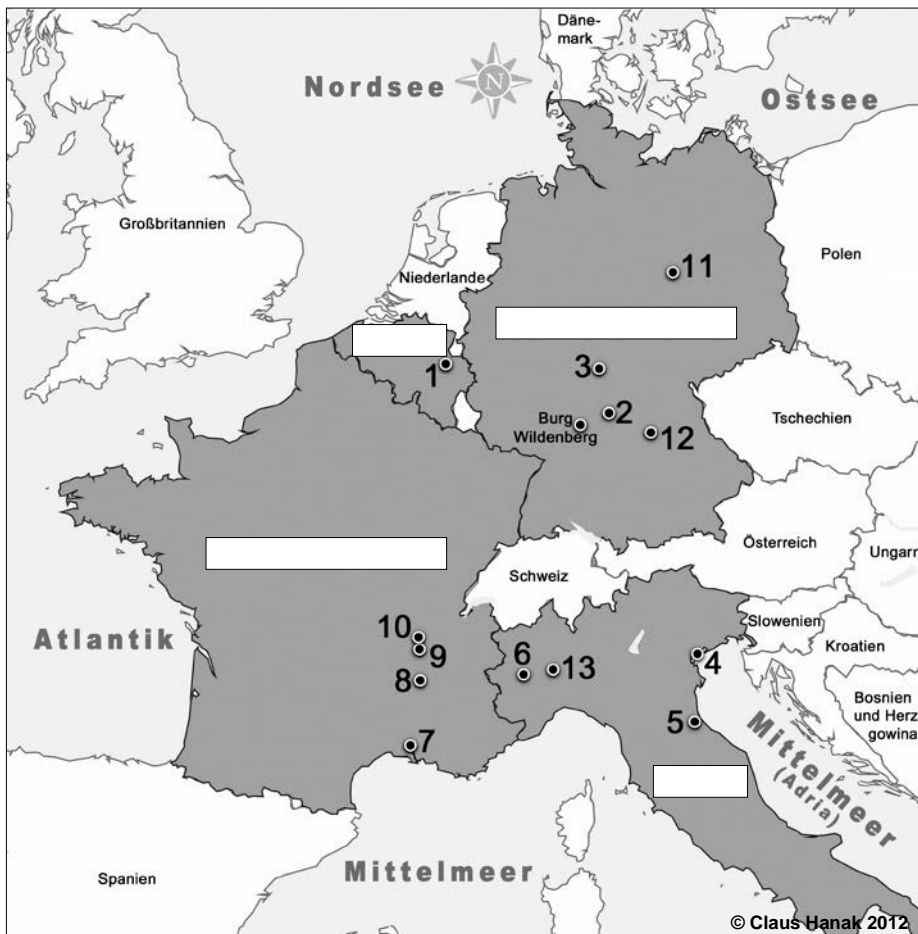 Däne-
mark
Nordsee
N
Ostsee
Großbritannien
Niederlande
Polen
11
1
3
2
Burg
Wildenberg
12
Tschechien
Österreich
Ungarn
Schweiz
Slowenien
Kroatien
Atlantik
10
9
8
6
13
4
Bosnien
und Herz
gowina
5
7
Mittelmeer
(Adria)
Mittelmeer
Spanien
© Claus Hanak 2012